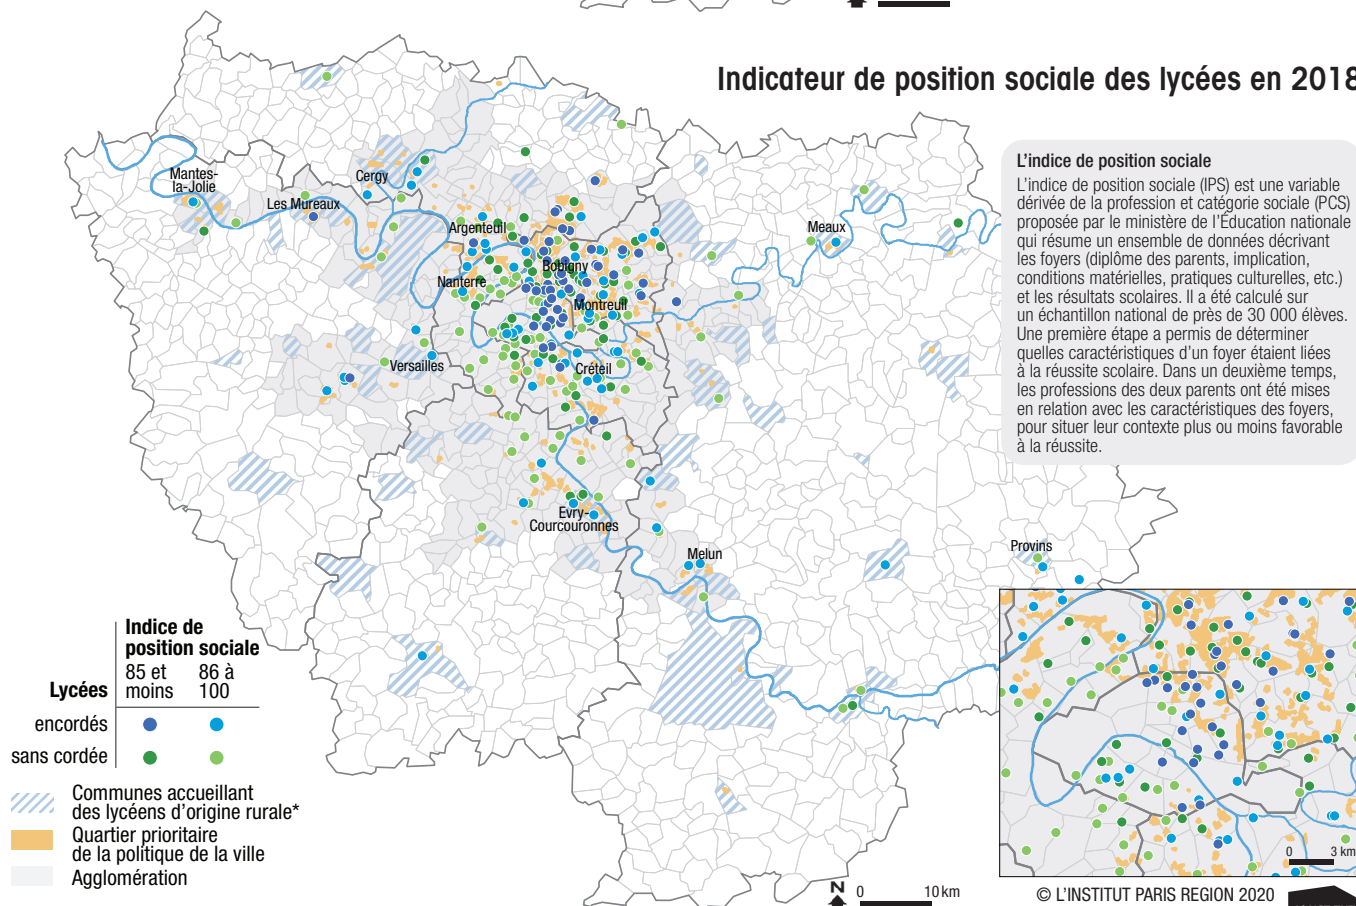 Indicateur de position sociale des lycées en 2018
L'indice de position sociale
L'indice de position sociale (IPS) est une variable
dérivée de la profession et catégorie sociale (PCS)
proposée par le ministère de l'Éducation nationale
qui résume un ensemble de données décrivant
les foyers (diplôme des parents, implication,
conditions matérielles, pratiques culturelles, etc.)
et les résultats scolaires. Il a été calculé sur
un échantillon national de près de 30 000 élèves.
Une première étape a permis de déterminer
quelles caractéristiques d'un foyer étaient liées
à la réussite scolaire. Dans un deuxième temps,
les professions des deux parents ont été mises
en relation avec les caractéristiques des foyers,
pour situer leur contexte plus ou moins favorable
à la réussite.
Mantes-
la-Jolie
Les Mureaux
Cergy
Argenteuil
Nanterre
Bobigny
Montreuil
Meaux
Versailles
Créteil
Evry-
Courcouronnes
Melun
Provins
Indice de
position sociale
Lycées
85 et
moins
86 à
100
encordés
sans cordée
Communes accueillant
des lycéens d'origine rurale*
Quartier prioritaire
de la politique de la ville
Agglomération
N
0 10 km
0 3 km
© L'INSTITUT PARIS REGION 2020